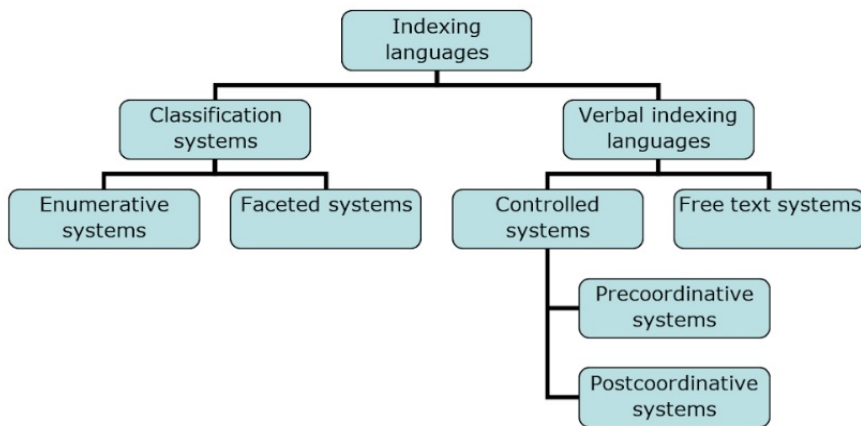 Indexing
languages
Classification
systems
Verbal indexing
languages
Enumerative
systems
Faceted systems
Controlled
systems
Free text systems
Precoordinative
systems
Postcoordinative
systems